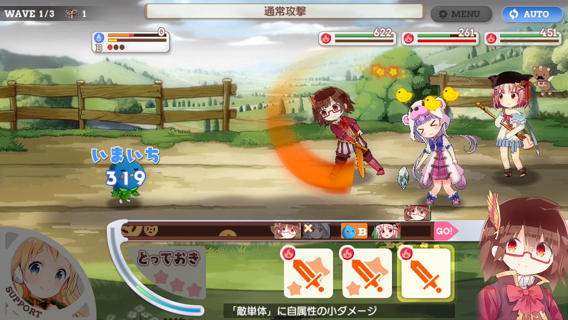 WAVE 1/3
1
通常攻撃
MENU
AUTO
B
0
622
261
451
いまいち
319
B
GO!
とっておき
SUPPORT
「敵単体」に自属性の小ダメージ